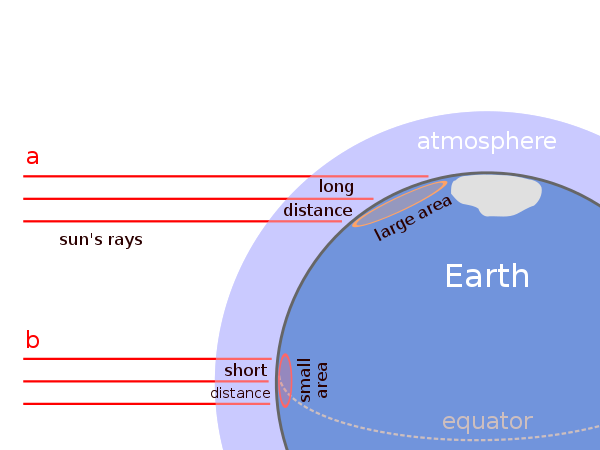 atmosphere
a
long
distance
large area
sun's rays
Earth
b
short
distance
small
area
equator